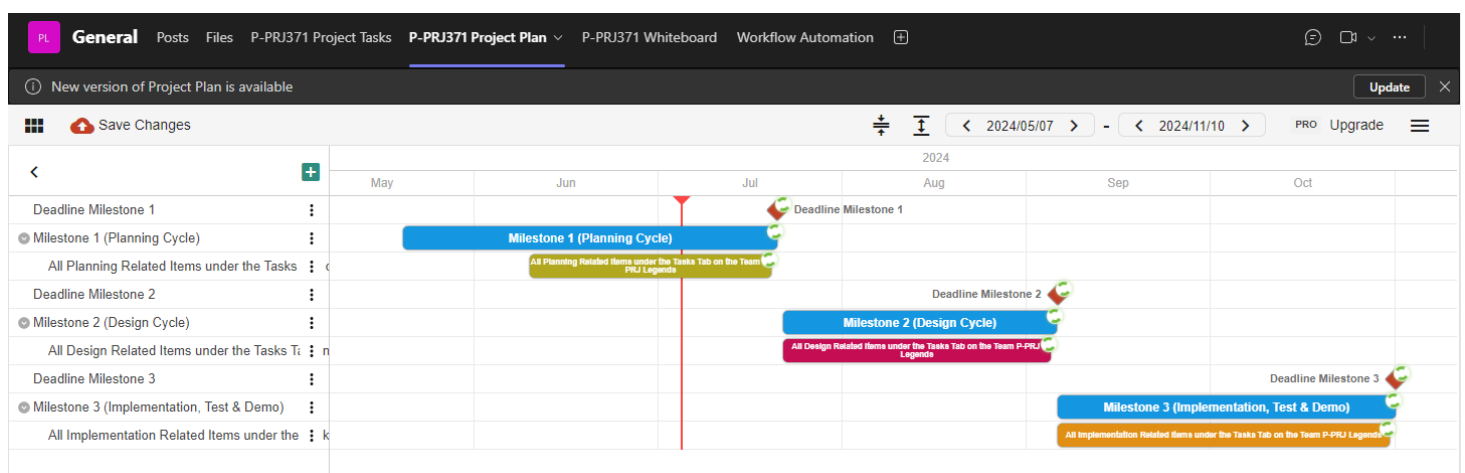 PL General Posts Files P-PRJ371 Project Tasks P-PRJ371 Project Plan P-PRJ371 Whiteboard Workflow Automation
New version of Project Plan is available Update
Save Changes 2024/05/07 - 2024/11/10 PRO Upgrade
2024
May Jun Jul Aug Sep Oct
Deadline Milestone 1 Deadline Milestone 1
Milestone 1 (Planning Cycle) Milestone 1 (Planning Cycle)
All Planning Related Items under the Tasks All Planning Related Items under the Tasks Tab on the Team
PRJ Legends
Deadline Milestone 2 Deadline Milestone 2
Milestone 2 (Design Cycle) Milestone 2 (Design Cycle)
All Design Related Items under the Tasks All Design Related Items under the Tasks Tab on the Team P-PRJ
Legends
Deadline Milestone 3 Deadline Milestone 3
Milestone 3 (Implementation, Test & Demo) Milestone 3 (Implementation, Test & Demo)
All Implementation Related Items under the All Implementation Related Items under the Tasks Tab on the Team P-PRJ Legends